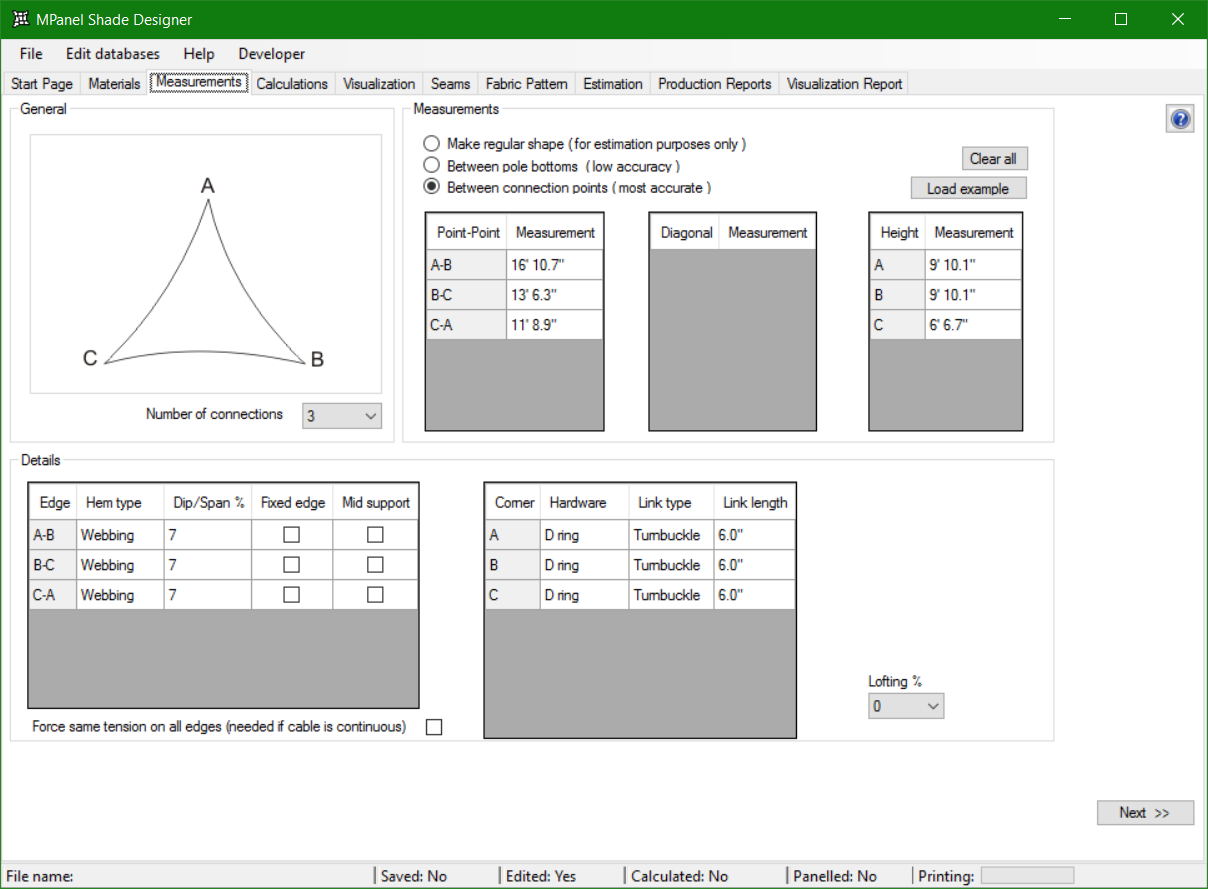 MPanel Shade Designer
File Edit databases Help Developer
Start Page Materials Measurements Calculations Visualization Seams Fabric Pattern Estimation Production Reports Visualization Report
General
A
C
B
Number of connections 3
Measurements
Make regular shape ( for estimation purposes only )
Between pole bottoms ( low accuracy )
Between connection points ( most accurate )
Clear all
Load example
Point-Point Measurement
A-B 16' 10.7"
B-C 13' 6.3"
C-A 11' 8.9"
Diagonal Measurement
Height Measurement
A 9' 10.1"
B 9' 10.1"
C 6' 6.7"
Details
Edge Hem type Dip/Span % Fixed edge Mid support
A-B Webbing 7
B-C Webbing 7
C-A Webbing 7
Force same tension on all edges (needed if cable is continuous)
Corner Hardware Link type Link length
A D ring Turnbuckle 6.0"
B D ring Turnbuckle 6.0"
C D ring Turnbuckle 6.0"
Lofting %
0
Next >>
File name: Saved: No Edited: Yes Calculated: No Panelled: No Printing: